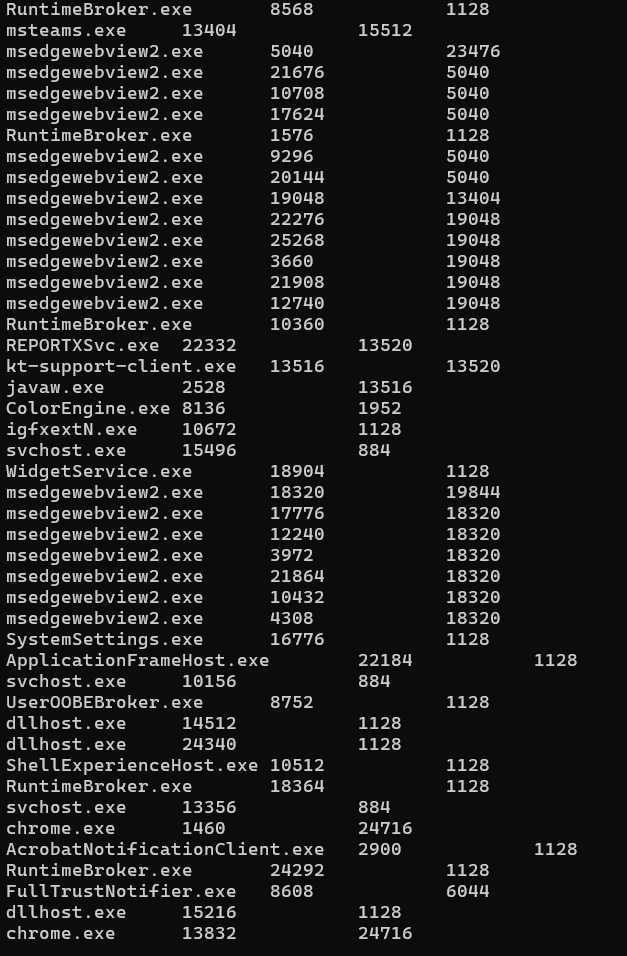 RuntimeBroker.exe 8568 1128
msteams.exe 13404 15512
msedgewebview2.exe 5040 23476
msedgewebview2.exe 21676 5040
msedgewebview2.exe 10708 5040
msedgewebview2.exe 17624 5040
RuntimeBroker.exe 1576 1128
msedgewebview2.exe 9296 5040
msedgewebview2.exe 20144 5040
msedgewebview2.exe 19048 13404
msedgewebview2.exe 22276 19048
msedgewebview2.exe 25268 19048
msedgewebview2.exe 3660 19048
msedgewebview2.exe 21908 19048
msedgewebview2.exe 12740 19048
RuntimeBroker.exe 10360 1128
REPORTXSvc.exe 22332 13520
kt-support-client.exe 13516 13520
javaw.exe 2528 13516
ColorEngine.exe 8136 1952
igfxextN.exe 10672 1128
svchost.exe 15496 884
WidgetService.exe 18904 1128
msedgewebview2.exe 18320 19844
msedgewebview2.exe 17776 18320
msedgewebview2.exe 12240 18320
msedgewebview2.exe 3972 18320
msedgewebview2.exe 21864 18320
msedgewebview2.exe 10432 18320
msedgewebview2.exe 4308 18320
SystemSettings.exe 16776 1128
ApplicationFrameHost.exe 22184 1128
svchost.exe 10156 884
UserOOBEBroker.exe 8752 1128
dllhost.exe 14512 1128
dllhost.exe 24340 1128
ShellExperienceHost.exe 10512 1128
RuntimeBroker.exe 18364 1128
svchost.exe 13356 884
chrome.exe 1460 24716
AcrobatNotificationClient.exe 2900 1128
RuntimeBroker.exe 24292 1128
FullTrustNotifier.exe 8608 6044
dllhost.exe 15216 1128
chrome.exe 13832 24716